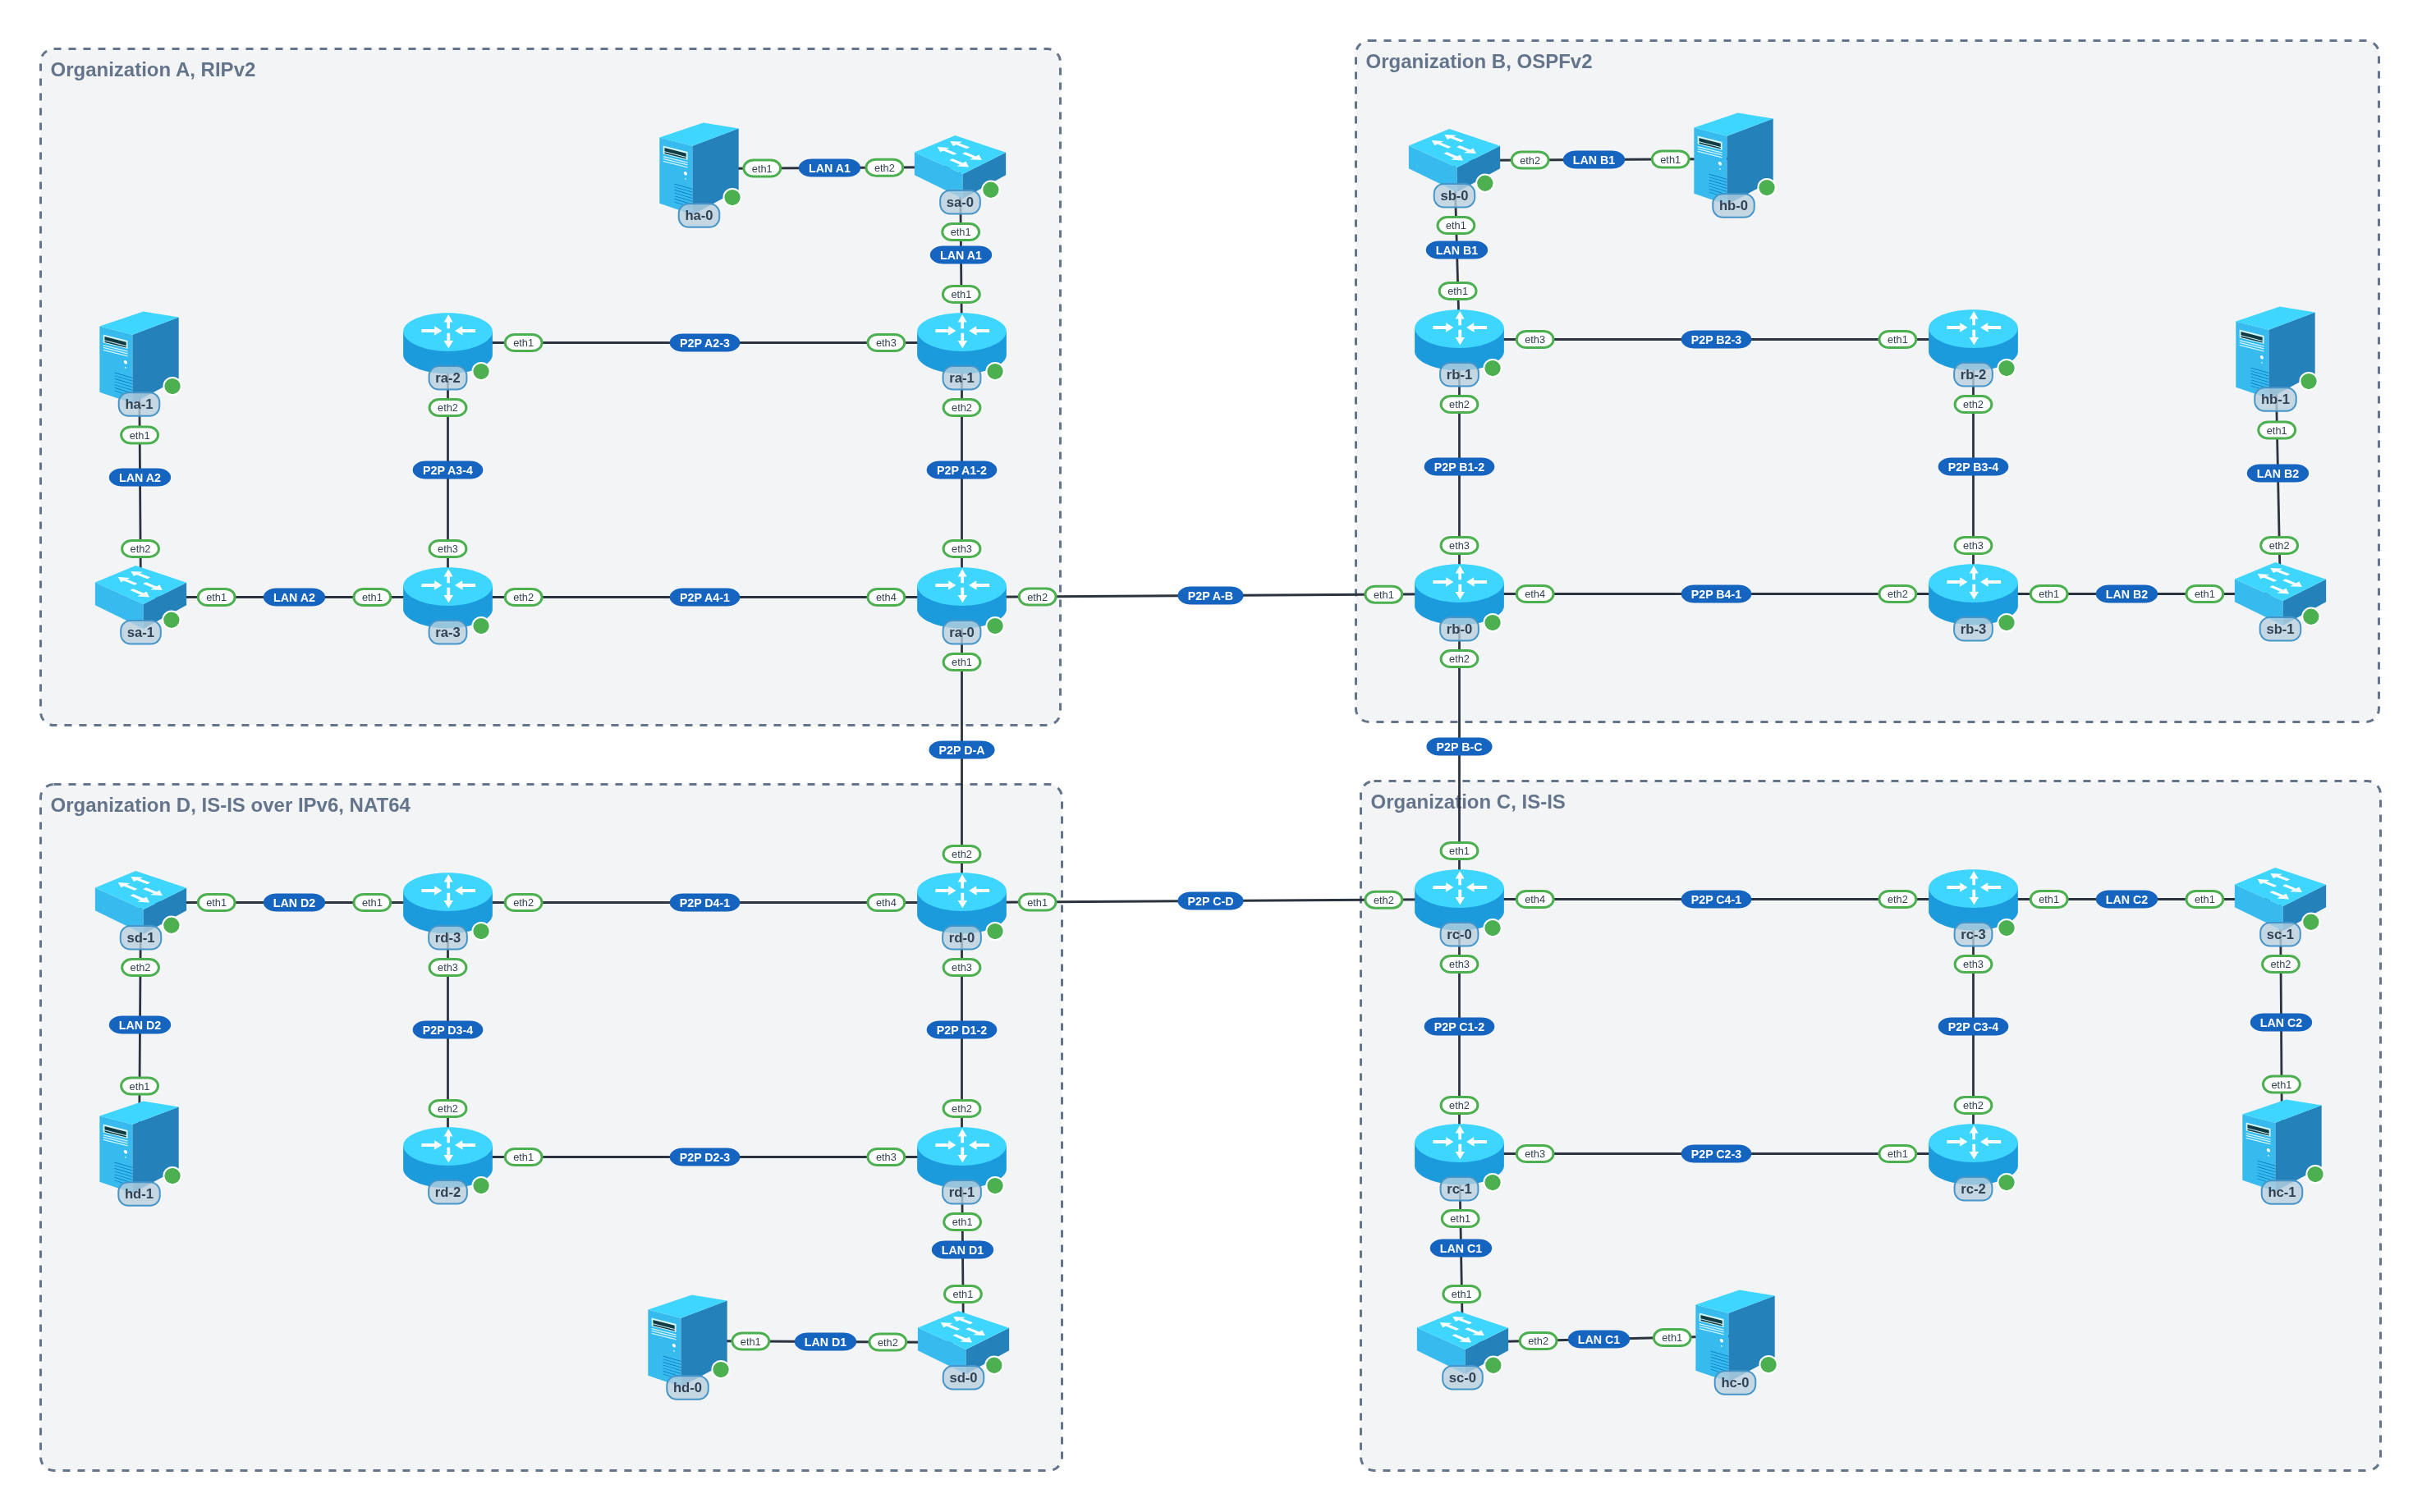 Organization A, RIPv2
ha-0
eth1
LAN A1
eth2
sa-0
eth1
LAN A1
eth1
ha-1
eth1
LAN A2
eth2
ra-2
eth1
P2P A2-3
eth3
ra-1
eth2
P2P A3-4
eth3
eth2
P2P A1-2
eth3
sa-1
eth1
LAN A2
eth1
ra-3
eth2
P2P A4-1
eth4
ra-0
eth2
P2P A-B
eth1
eth1
P2P D-A
eth2
Organization B, OSPFv2
sb-0
eth2
LAN B1
eth1
hb-0
eth1
LAN B1
eth1
rb-1
eth3
P2P B2-3
eth1
rb-2
hb-1
eth1
LAN B2
eth2
eth2
P2P B1-2
eth3
eth2
P2P B3-4
eth3
rb-0
eth4
P2P B4-1
eth2
rb-3
eth1
LAN B2
eth1
sb-1
eth2
P2P B-C
eth1
Organization D, IS-IS over IPv6, NAT64
sd-1
eth1
LAN D2
eth1
rd-3
eth2
P2P D4-1
eth4
rd-0
eth1
P2P C-D
eth2
eth2
LAN D2
eth1
hd-1
eth3
P2P D3-4
eth2
eth3
P2P D1-2
eth2
rd-2
eth1
P2P D2-3
eth3
rd-1
eth1
LAN D1
eth1
hd-0
eth1
LAN D1
eth2
sd-0
Organization C, IS-IS
rc-0
eth4
P2P C4-1
eth2
rc-3
eth1
LAN C2
eth1
sc-1
eth3
P2P C1-2
eth2
eth3
P2P C3-4
eth2
eth2
LAN C2
eth1
hc-1
rc-1
eth3
P2P C2-3
eth1
rc-2
eth1
LAN C1
eth1
sc-0
eth2
LAN C1
eth1
hc-0